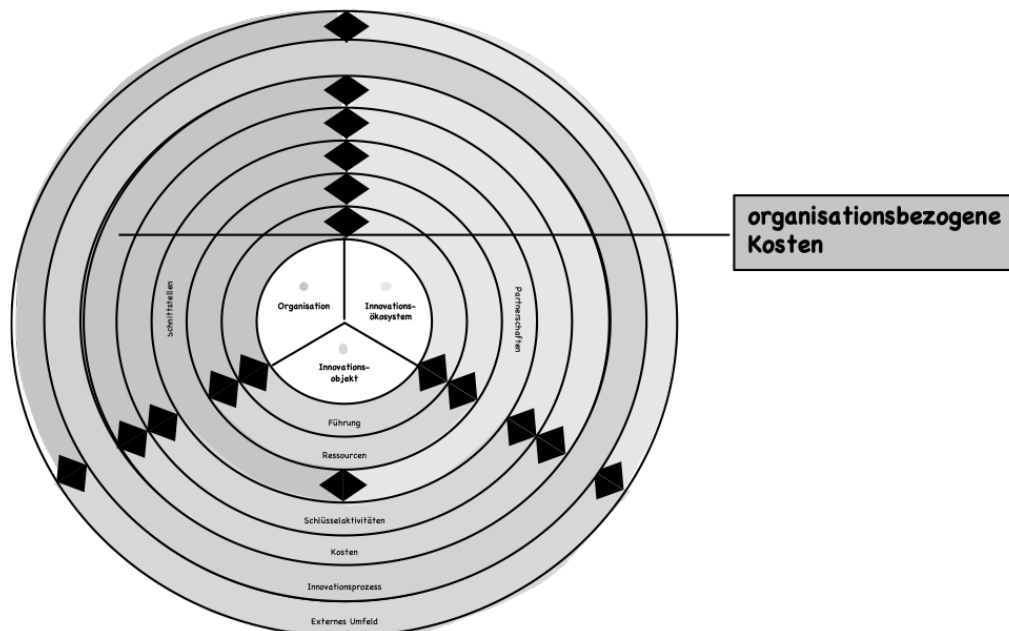 organisationsbezogene
Kosten
Schnittstellen
Organisation
Innovations-
ökosystem
Partnerschaften
Innovations-
objekt
Führung
Ressourcen
Schlüsselaktivitäten
Kosten
Innovationsprozess
Externes Umfeld